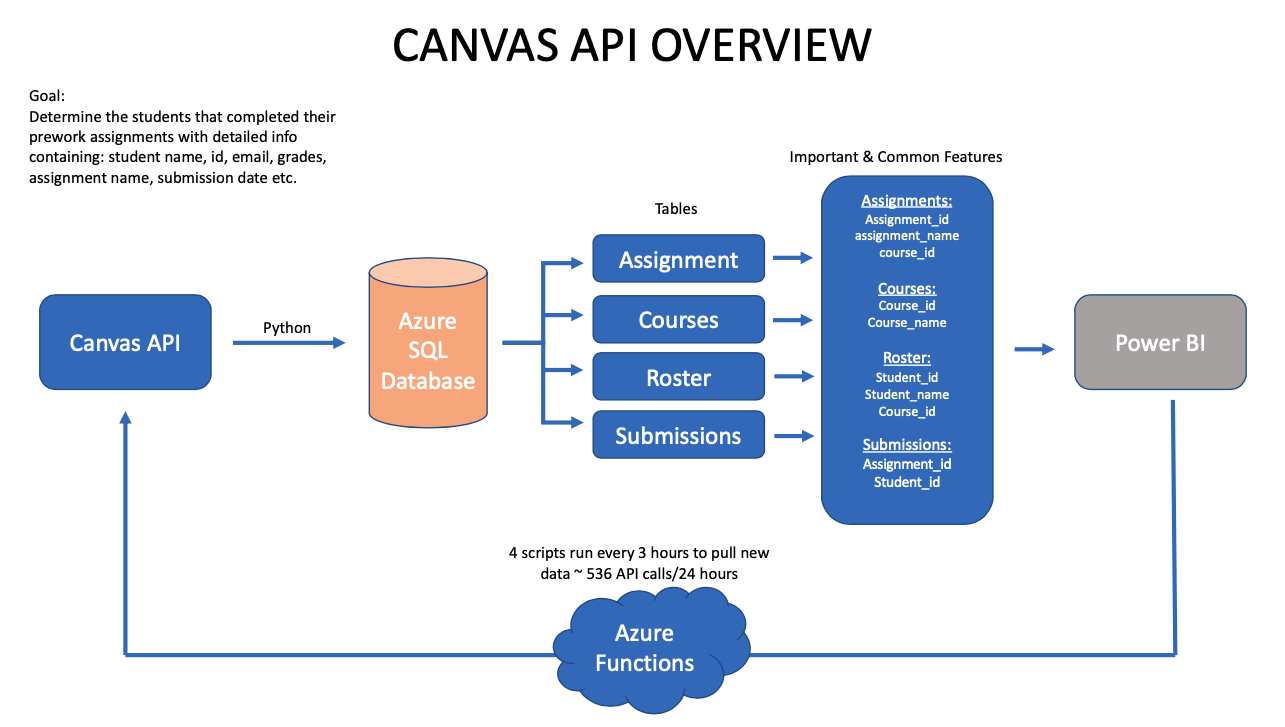 CANVAS API OVERVIEW
Goal:
Determine the students that completed their
prework assignments with detailed info
containing: student name, id, email, grades,
assignment name, submission date etc.
Canvas API
Python
Azure
SQL
Database
Tables
Assignment
Courses
Roster
Submissions
Important & Common Features
Assignments:
Assignment_id
assignment_name
course_id
Courses:
Course_id
Course_name
Roster:
Student_id
Student_name
Course_id
Submissions:
Assignment_id
Student_id
Power BI
4 scripts run every 3 hours to pull new
data ~ 536 API calls/24 hours
Azure
Functions